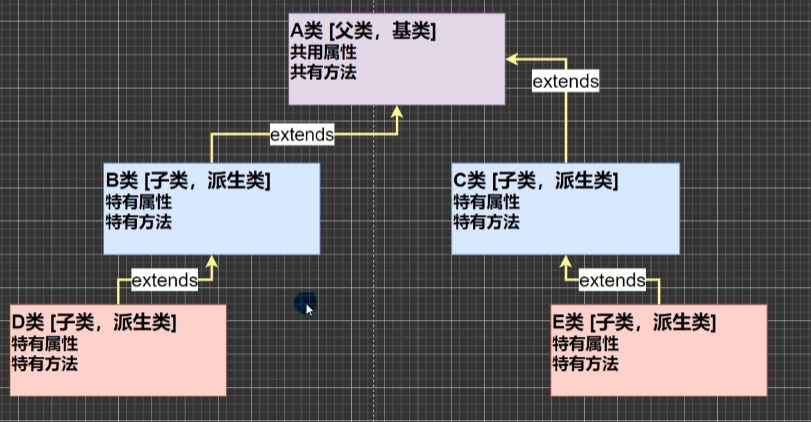 A类 [父类，基类]
共用属性
共有方法
extends
extends
B类 [子类，派生类]
特有属性
特有方法
C类 [子类，派生类]
特有属性
特有方法
extends
extends
D类 [子类，派生类]
特有属性
特有方法
E类 [子类，派生类]
特有属性
特有方法